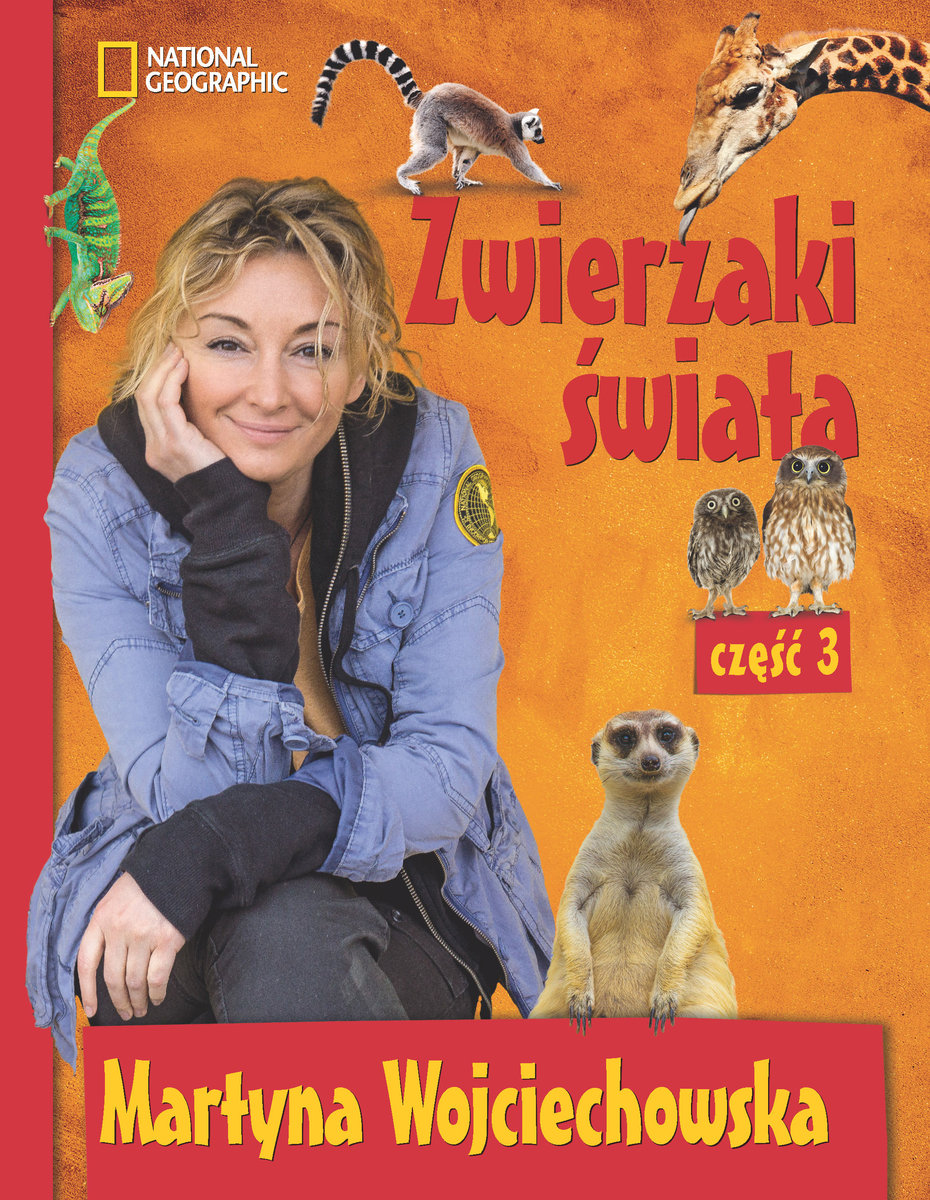 NATIONAL
GEOGRAPHIC
Zwierzaki
świata
część 3
Martyna Wojciechowska